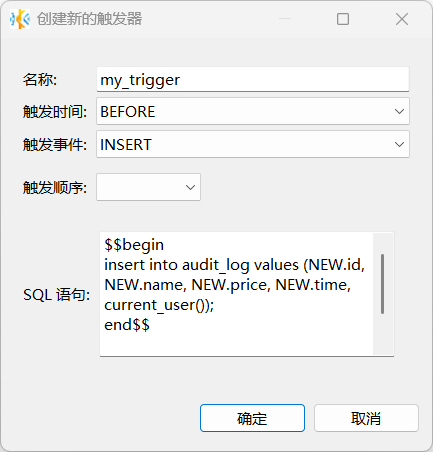 创建新的触发器
名称: my_trigger
触发时间: BEFORE
触发事件: INSERT
触发顺序:
SQL 语句:
$$begin
insert into audit_log values (NEW.id,
NEW.name, NEW.price, NEW.time,
current_user());
end$$
确定 取消